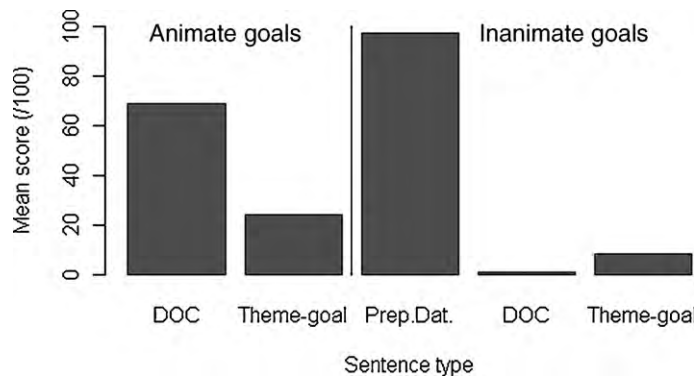 Animate goals Inanimate goals
Mean score (/100)
100
80
60
40
20
0
DOC Theme-goal Prep.Dat. DOC Theme-goal
Sentence type